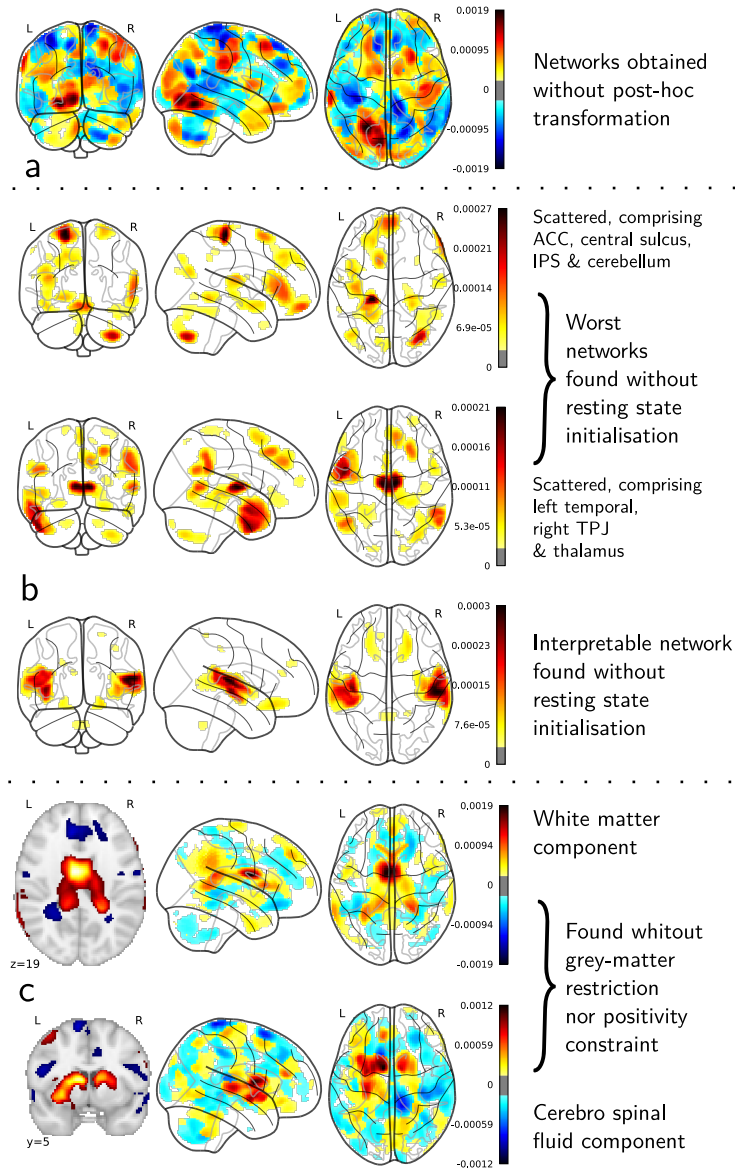 L R
0.0019
0.00095
0
-0.00095
-0.0019
Networks obtained
without post-hoc
transformation
a
L R L R
0.00027
0.00021
0.00014
6.9e-05
0
Scattered, comprising
ACC, central sulcus,
IPS & cerebellum
Worst
networks
found without
resting state
initialisation
L R L R
0.00021
0.00016
0.00011
5.3e-05
0
Scattered, comprising
left temporal,
right TPJ
& thalamus
b
L R L R
0.0003
0.00023
0.00015
7.6e-05
0
Interpretable network
found without
resting state
initialisation
L R L R
z=19
0.0019
0.00094
0
-0.00094
-0.0019
White matter
component
Found whitout
grey-matter
restriction
nor positivity
constraint
c
L R L R
y=5
0.0012
0.00059
0
-0.00059
-0.0012
Cerebro spinal
fluid component